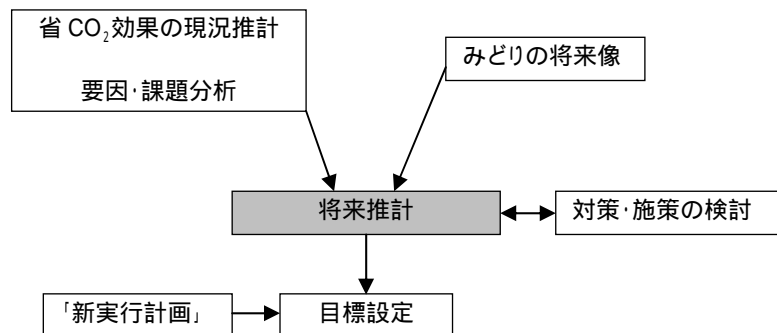 省CO₂効果の現況推計
要因･課題分析
みどりの将来像
将来推計
対策･施策の検討
｢新実行計画｣
目標設定